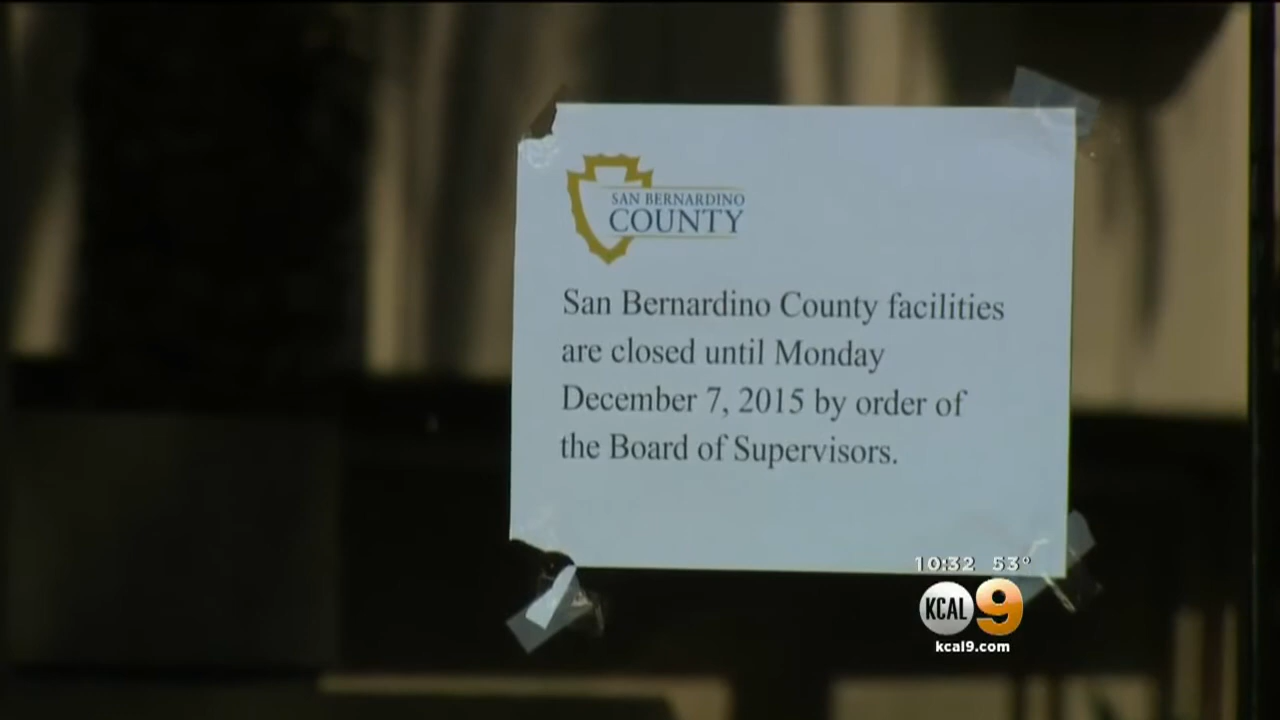 SAN BERNARDINO
COUNTY
San Bernardino County facilities
are closed until Monday
December 7, 2015 by order of
the Board of Supervisors.
10:32 53°
KCAL 9
kcal9.com